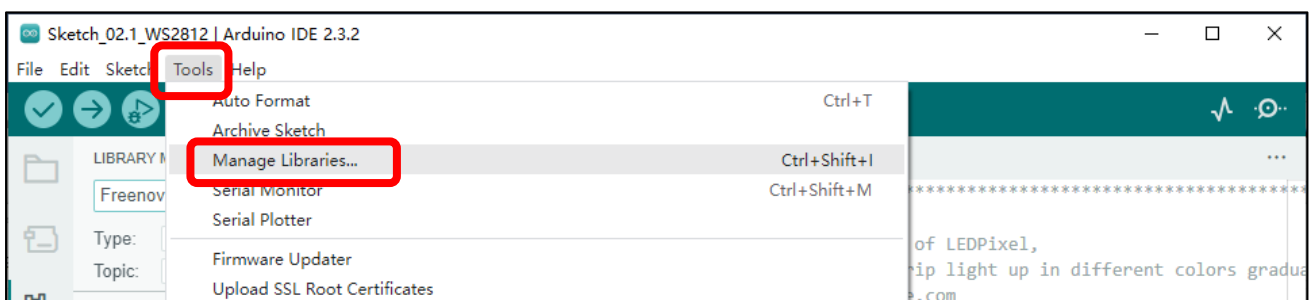 Sketch_02.1_WS2812 | Arduino IDE 2.3.2
File Edit Sketch Tools Help
Auto Format Ctrl+T
Archive Sketch
LIBRARY M Manage Libraries... Ctrl+Shift+I
Freenov Serial Monitor Ctrl+Shift+M
Serial Plotter
Type: of LEDPixel,
Topic: Firmware Updater rip light up in different colors gradua
Upload SSL Root Certificates e.com